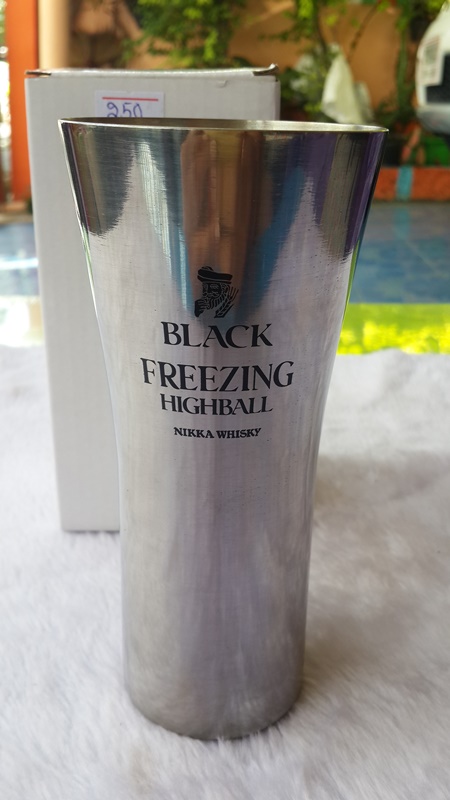 250
BLACK
FREEZING
HIGHBALL
NIKKA WHISKY